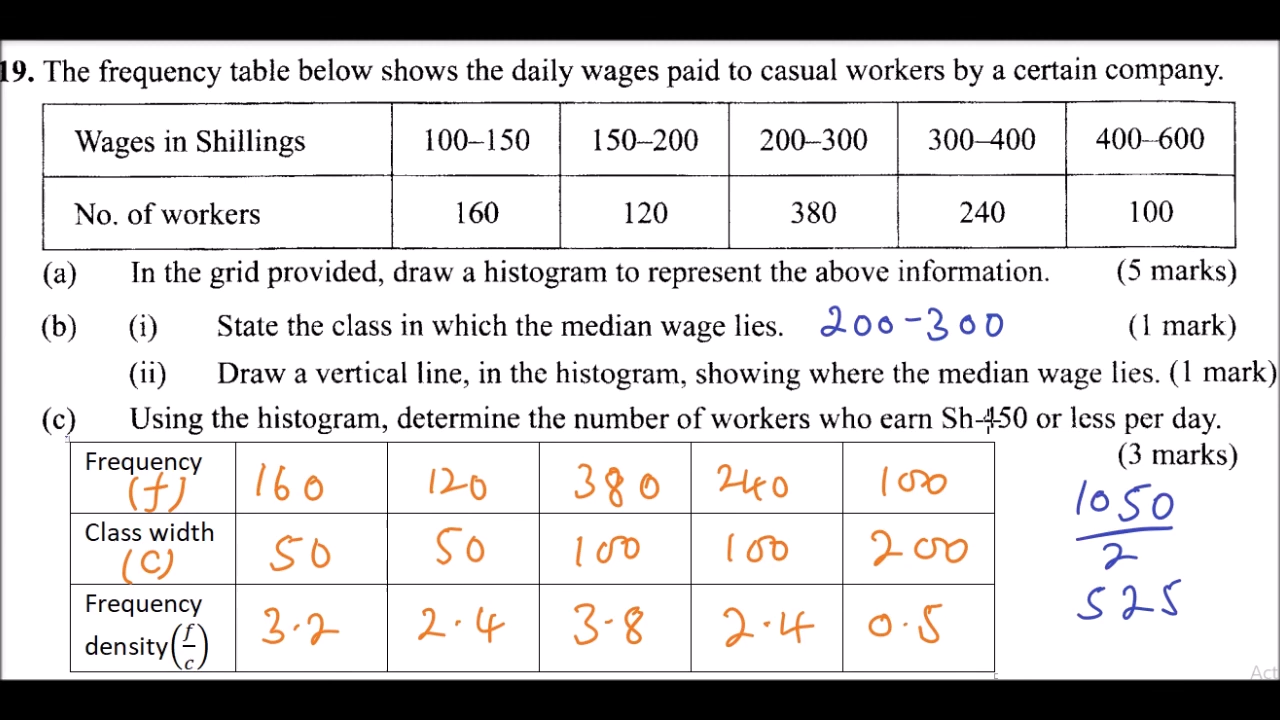 19. The frequency table below shows the daily wages paid to casual workers by a certain company.
Wages in Shillings 100–150 150–200 200–300 300–400 400–600
No. of workers 160 120 380 240 100
(a) In the grid provided, draw a histogram to represent the above information. (5 marks)
(b) (i) State the class in which the median wage lies. 200-300 (1 mark)
(ii) Draw a vertical line, in the histogram, showing where the median wage lies. (1 mark)
(c) Using the histogram, determine the number of workers who earn Sh 450 or less per day.
(3 marks)
Frequency (f) 160 120 380 240 100
Class width (C) 50 50 100 100 200
Frequency density (f/c) 3.2 2.4 3.8 2.4 0.5
1050
2
525
Act